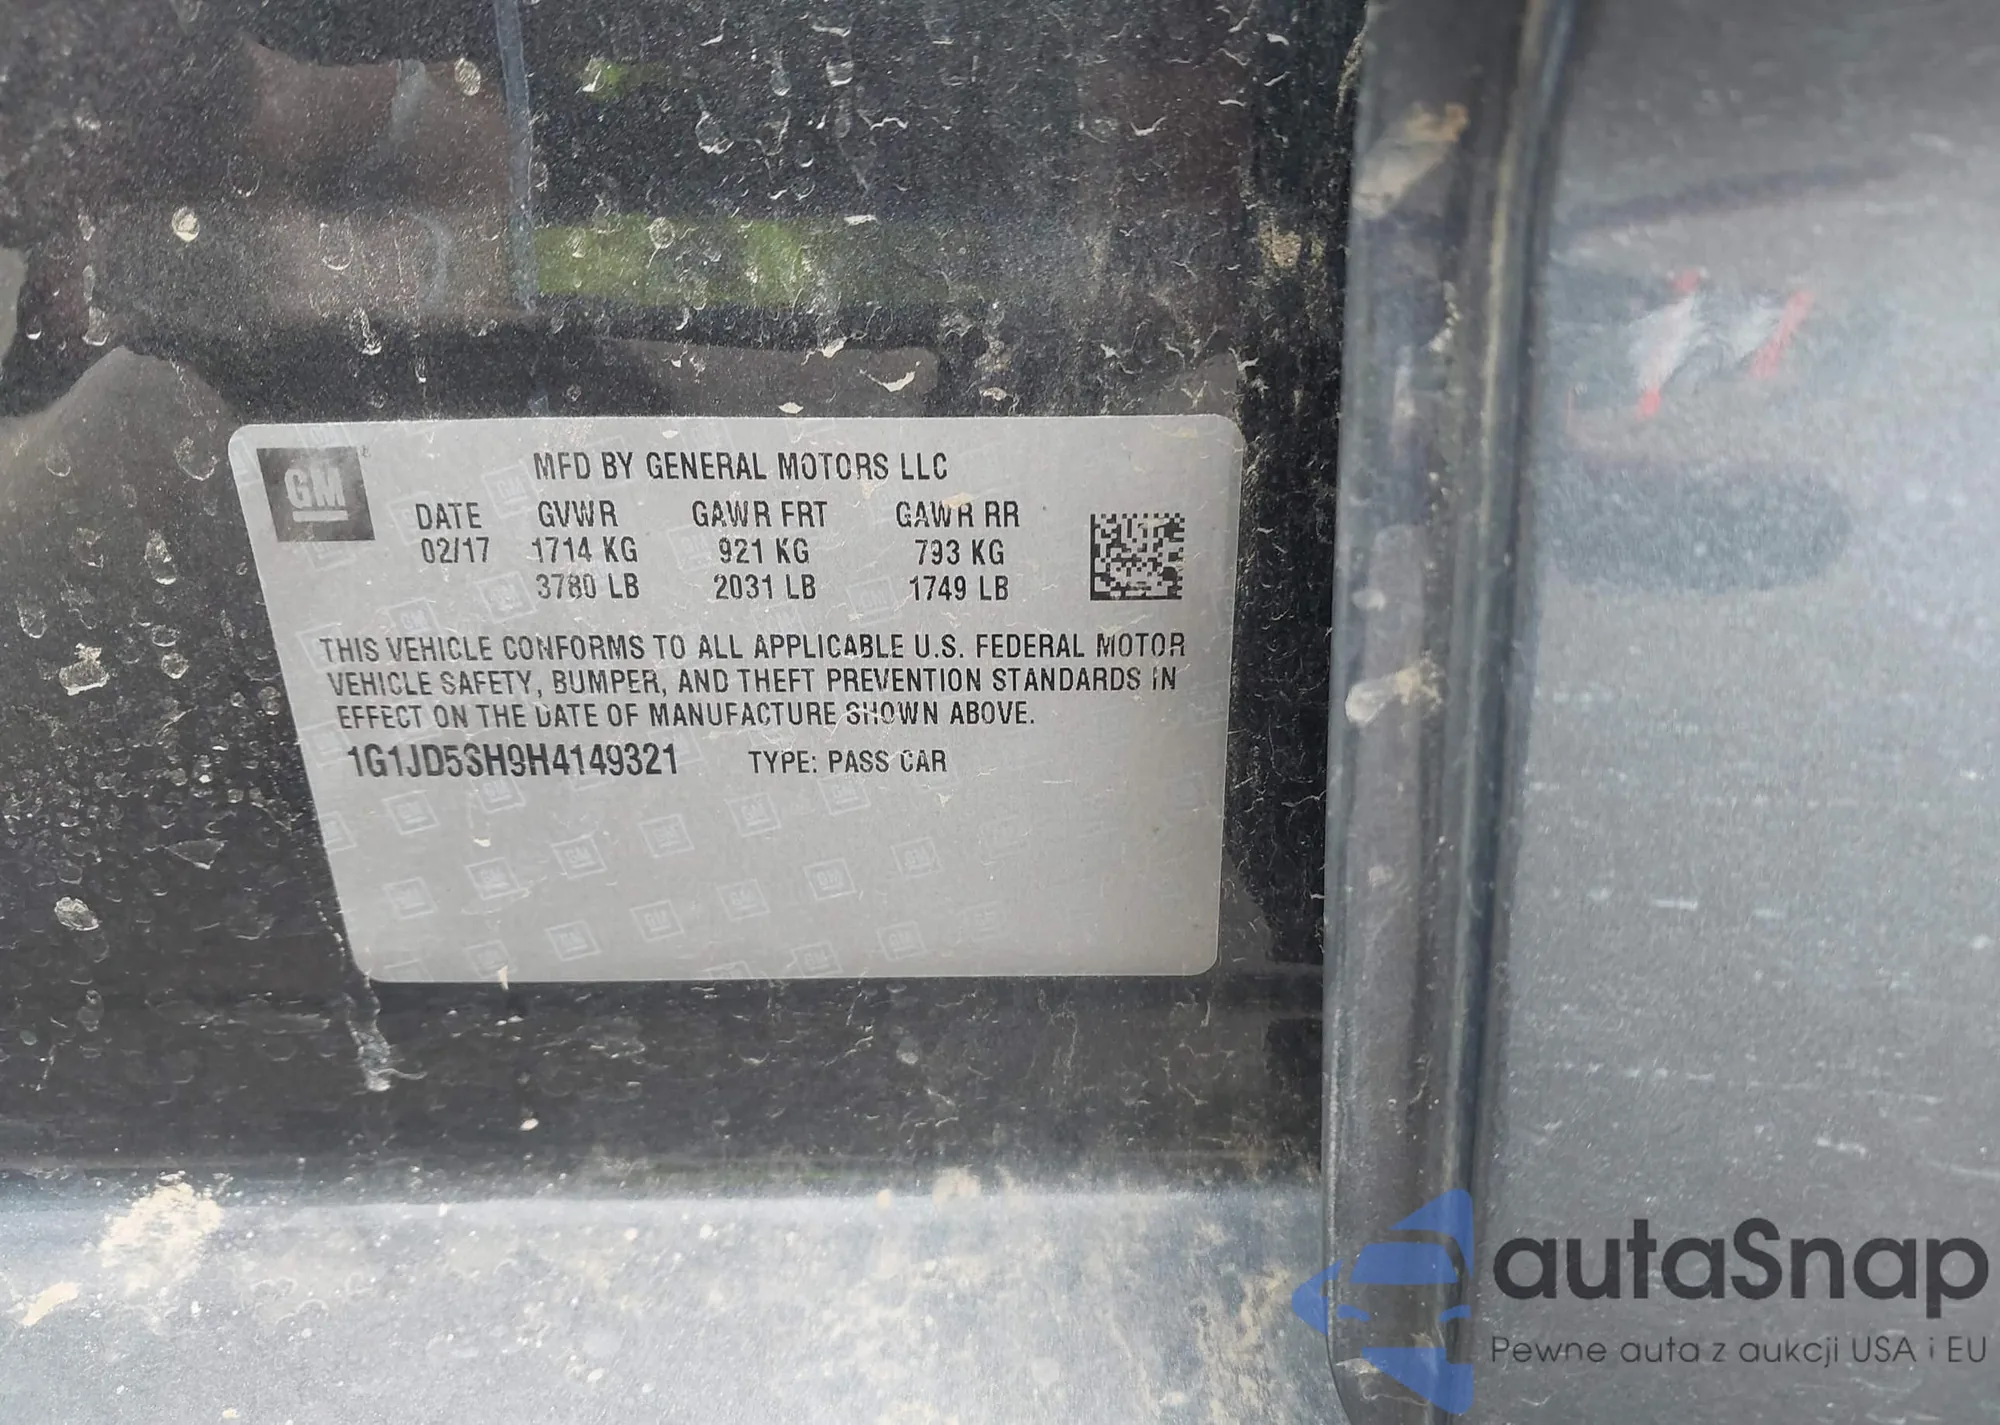 GM
MFD BY GENERAL MOTORS LLC
DATE GVWR GAWR FRT GAWR RR
02/17 1714 KG 921 KG 793 KG
3780 LB 2031 LB 1749 LB
THIS VEHICLE CONFORMS TO ALL APPLICABLE U.S. FEDERAL MOTOR
VEHICLE SAFETY, BUMPER, AND THEFT PREVENTION STANDARDS IN
EFFECT ON THE DATE OF MANUFACTURE SHOWN ABOVE.
1G1JD5SH9H4149321 TYPE: PASS CAR
autaSnap
Pewne auta z aukcji USA i EU